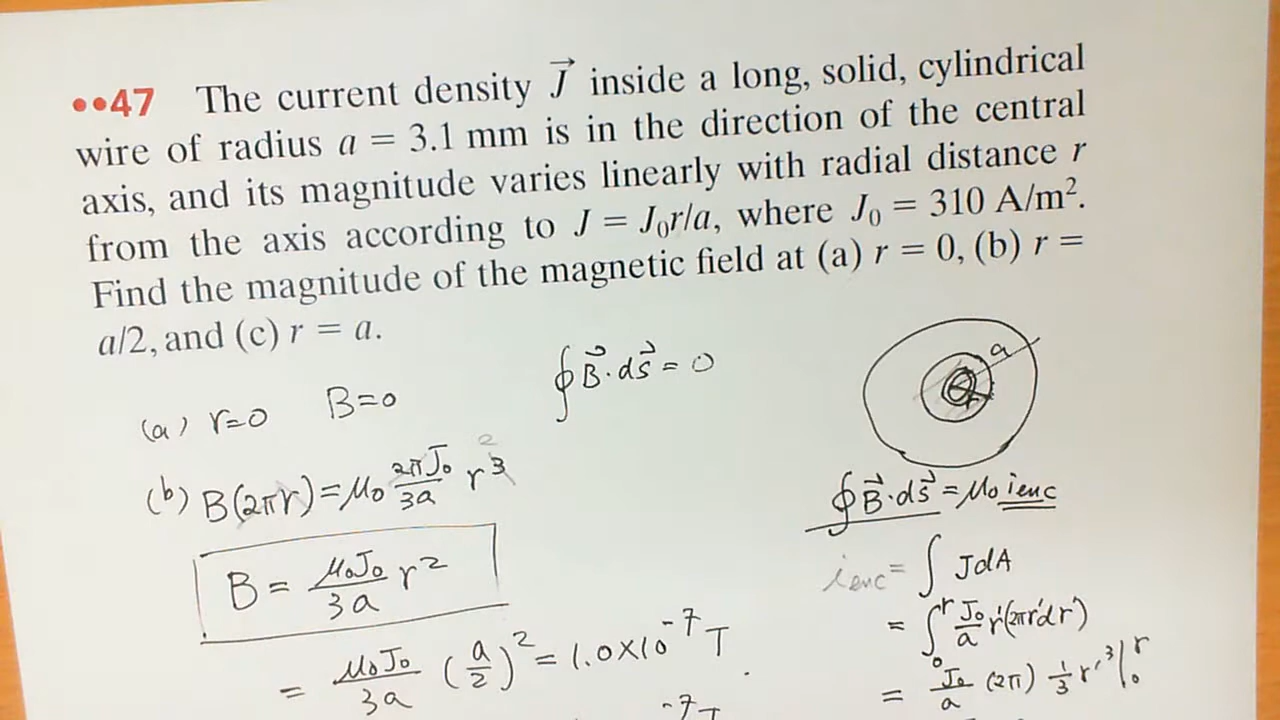 ••47 The current density J⃗ inside a long, solid, cylindrical
wire of radius a = 3.1 mm is in the direction of the central
axis, and its magnitude varies linearly with radial distance r
from the axis according to J = J₀r/a, where J₀ = 310 A/m².
Find the magnitude of the magnetic field at (a) r = 0, (b) r =
a/2, and (c) r = a.
a
r
(a) r=0 B=0 ∮B⃗·ds⃗=0
(b) B(2πr)=μ₀ 2πJ₀/3a r³ 2
B = μ₀J₀/3a r²
= μ₀J₀/3a (a/2)² = 1.0×10⁻⁷ T
-7 T
∮B⃗·ds⃗=μ₀ ienc
ienc = ∫ JdA
= ∫₀ʳ J₀/a r'(2πr'dr')
= J₀/a (2π) 1/3 r'³|₀ʳ